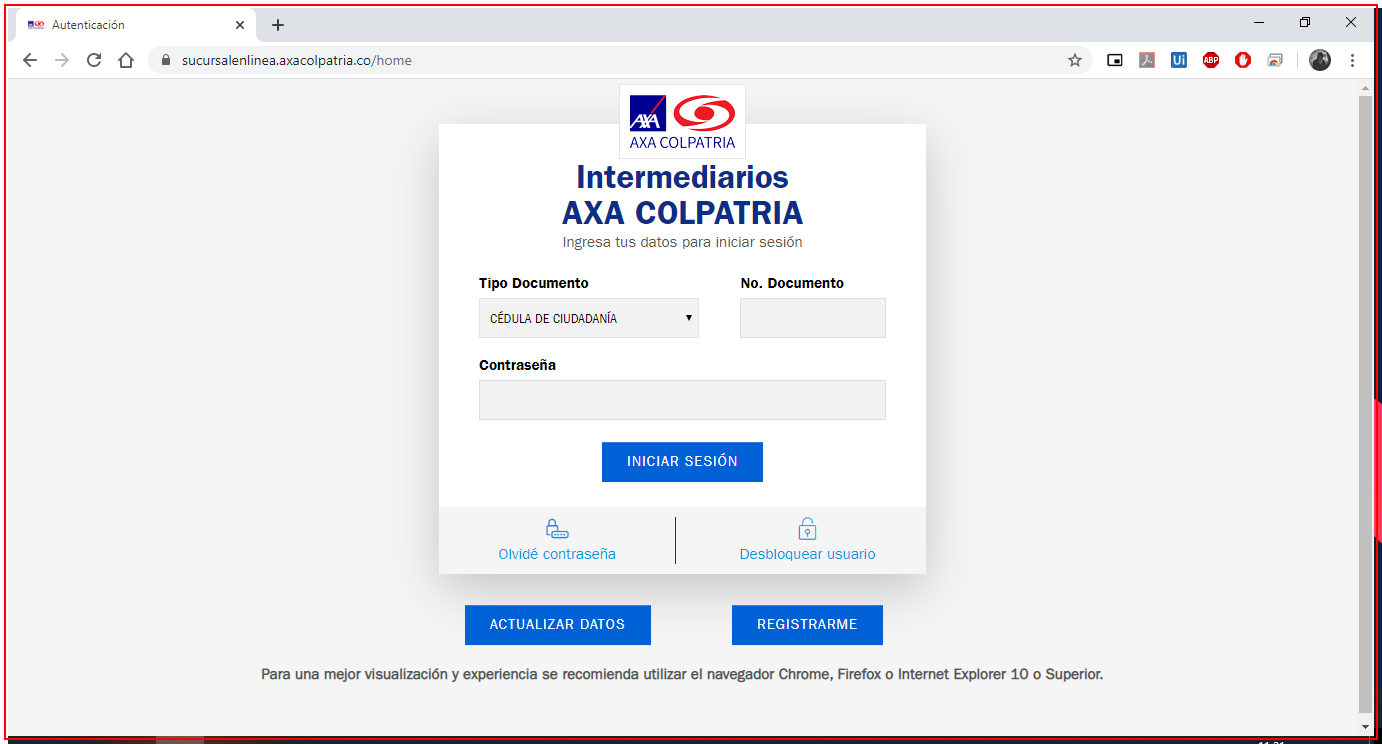 Autenticación
sucursalenlinea.axacolpatria.co/home
Ui
ABP
AXA
AXA COLPATRIA
Intermediarios
AXA COLPATRIA
Ingresa tus datos para iniciar sesión
Tipo Documento No. Documento
CÉDULA DE CIUDADANÍA
Contraseña
INICIAR SESIÓN
Olvidé contraseña Desbloquear usuario
ACTUALIZAR DATOS REGISTRARME
Para una mejor visualización y experiencia se recomienda utilizar el navegador Chrome, Firefox o Internet Explorer 10 o Superior.